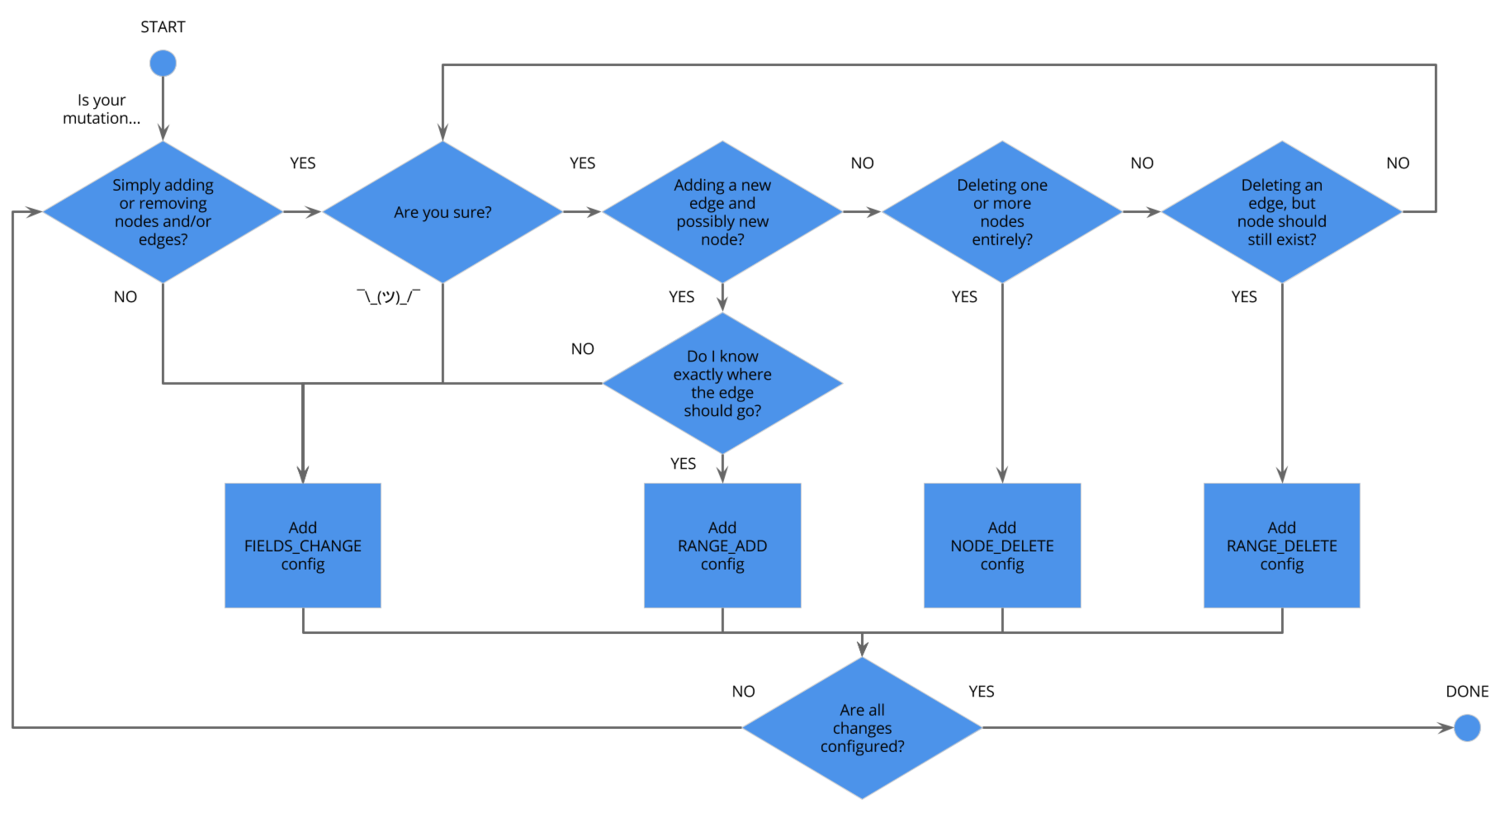 START
Is your
mutation...
Simply adding
or removing
nodes and/or
edges?
YES
NO
Are you sure?
YES
¯\_(ツ)_/¯
Adding a new
edge and
possibly new
node?
NO
YES
Deleting one
or more
nodes
entirely?
NO
YES
Deleting an
edge, but
node should
still exist?
NO
YES
Do I know
exactly where
the edge
should go?
NO
YES
Add
FIELDS_CHANGE
config
Add
RANGE_ADD
config
Add
NODE_DELETE
config
Add
RANGE_DELETE
config
Are all
changes
configured?
NO
YES
DONE